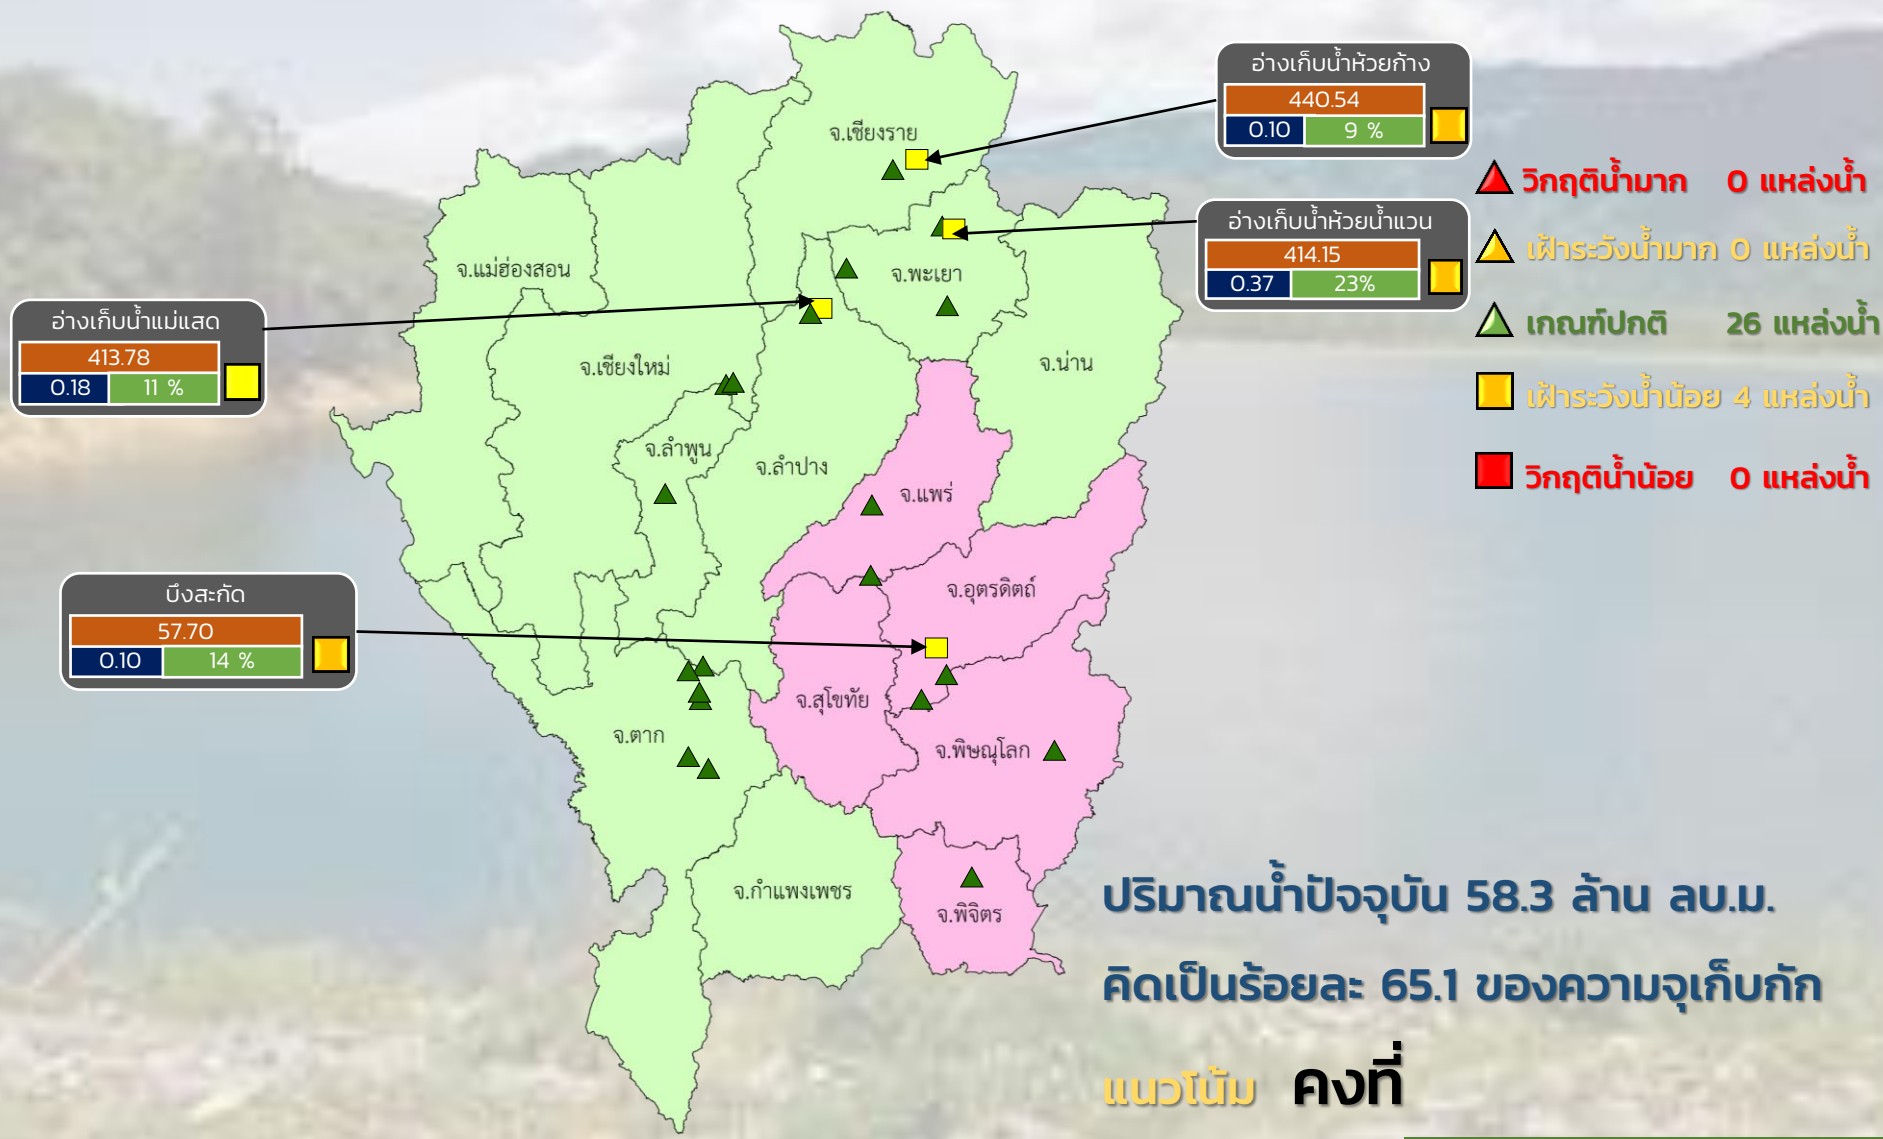 อ่างเก็บน้ำห้วยก้าง
440.54
0.10 9 %
จ.เชียงราย
วิกฤติน้ำมาก 0 แหล่งน้ำ
อ่างเก็บน้ำห้วยน้ำแวน
414.15
0.37 23%
เฝ้าระวังน้ำมาก 0 แหล่งน้ำ
จ.แม่ฮ่องสอน
จ.พะเยา
อ่างเก็บน้ำแม่แสด
413.78
0.18 11 %
เกณฑ์ปกติ 26 แหล่งน้ำ
จ.เชียงใหม่
จ.น่าน
เฝ้าระวังน้ำน้อย 4 แหล่งน้ำ
จ.ลำพูน
จ.ลำปาง
วิกฤติน้ำน้อย 0 แหล่งน้ำ
จ.แพร่
บึงสะกัด
57.70
0.10 14 %
จ.อุตรดิตถ์
จ.สุโขทัย
จ.ตาก
จ.พิษณุโลก
จ.กำแพงเพชร
จ.พิจิตร
ปริมาณน้ำปัจจุบัน 58.3 ล้าน ลบ.ม.
คิดเป็นร้อยละ 65.1 ของความจุเก็บกัก
แนวโน้ม คงที่